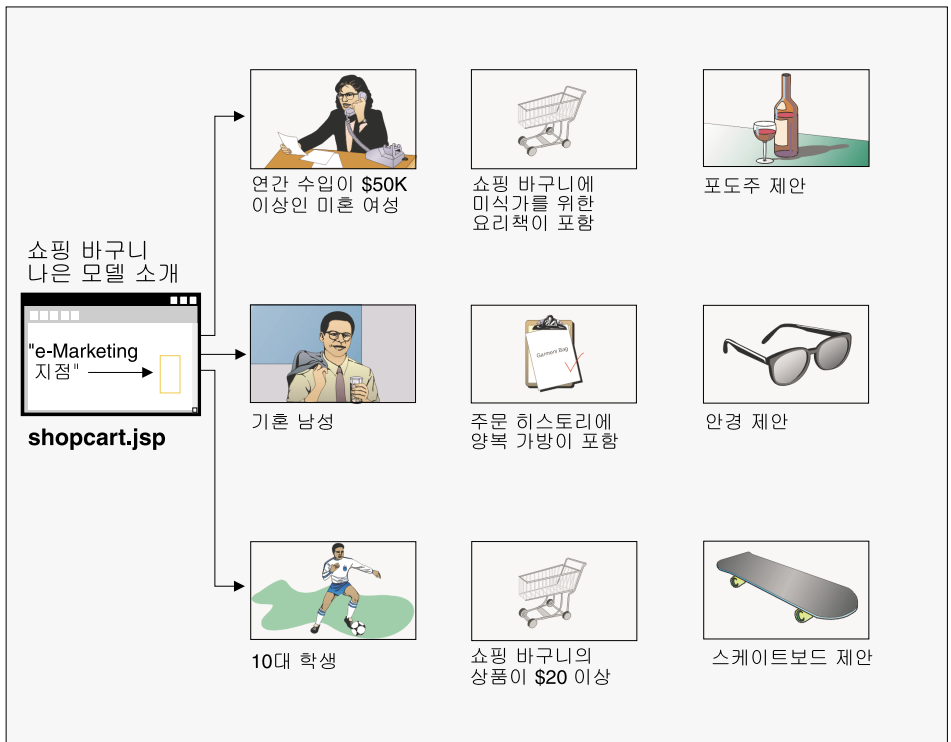 연간 수입이 $50K
이상인 미혼 여성
쇼핑 바구니에
미식가를 위한
요리책이 포함
포도주 제안
쇼핑 바구니
나은 모델 소개
"e-Marketing
지점"
shopcart.jsp
기혼 남성
Garment Bag
주문 히스토리에
양복 가방이 포함
안경 제안
10대 학생
쇼핑 바구니의
상품이 $20 이상
스케이트보드 제안